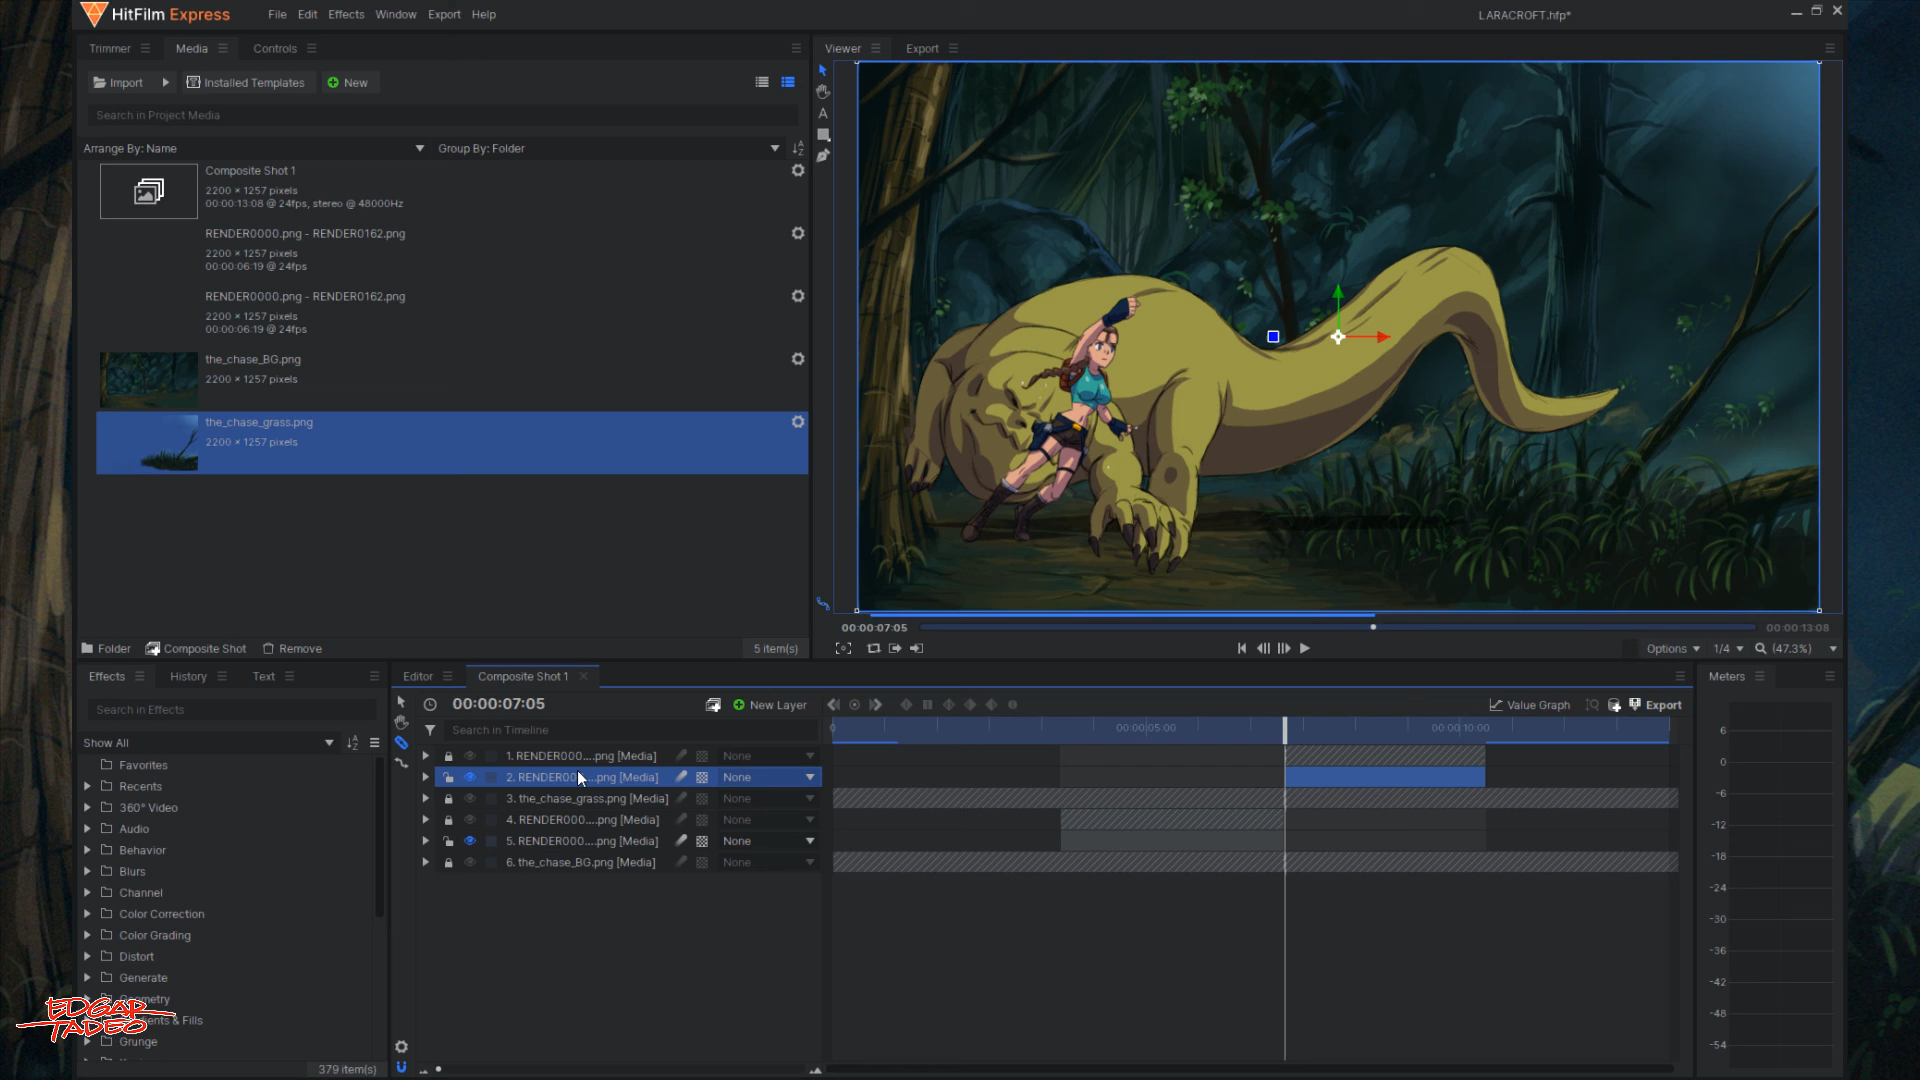 HitFilm Express
File Edit Effects Window Export Help
LARACROFT.hfp*
Trimmer Media Controls
Viewer Export
Import Installed Templates New
Search in Project Media
Arrange By: Name Group By: Folder
Composite Shot 1
2200 × 1257 pixels
00:00:13:08 @ 24fps, stereo @ 48000Hz
RENDER0000.png - RENDER0162.png
2200 × 1257 pixels
00:00:06:19 @ 24fps
RENDER0000.png - RENDER0162.png
2200 × 1257 pixels
00:00:06:19 @ 24fps
the_chase_BG.png
2200 × 1257 pixels
the_chase_grass.png
2200 × 1257 pixels
00:00:07:05 00:00:13:08
Folder Composite Shot Remove 5 item(s)
Options 1/4 (47.3%)
Effects History Text
Editor Composite Shot 1
Meters
Search in Effects
00:00:07:05 New Layer Value Graph Export
Search in Timeline
0 00:00:05:00 00:00:10:00
Show All
1. RENDER000....png [Media] None
2. RENDER00....png [Media] None
3. the_chase_grass.png [Media] None
4. RENDER000....png [Media] None
5. RENDER000....png [Media] None
6. the_chase_BG.png [Media] None
Favorites
Recents
360° Video
Audio
Behavior
Blurs
Channel
Color Correction
Color Grading
Distort
Generate
Geometry
ients & Fills
Grunge
379 item(s)
6
0
-6
-12
-18
-24
-30
-36
-42
-48
-54
EDGAR
TADEO